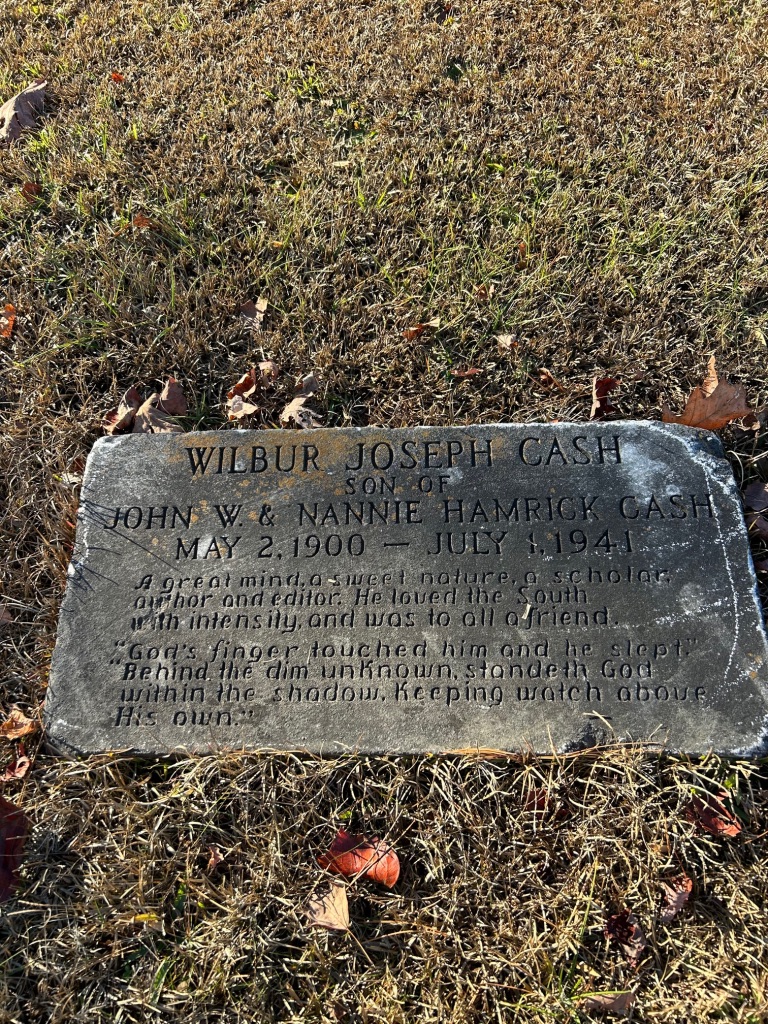 WILBUR JOSEPH CASH
SON OF
JOHN W. & NANNIE HAMRICK CASH
MAY 2, 1900 — JULY 1, 1941
A great mind, a sweet nature, a scholar,
author and editor. He loved the South
with intensity, and was to all a friend.
"God's finger touched him and he slept."
"Behind the dim unknown, standeth God
within the shadow, Keeping watch above
His own."